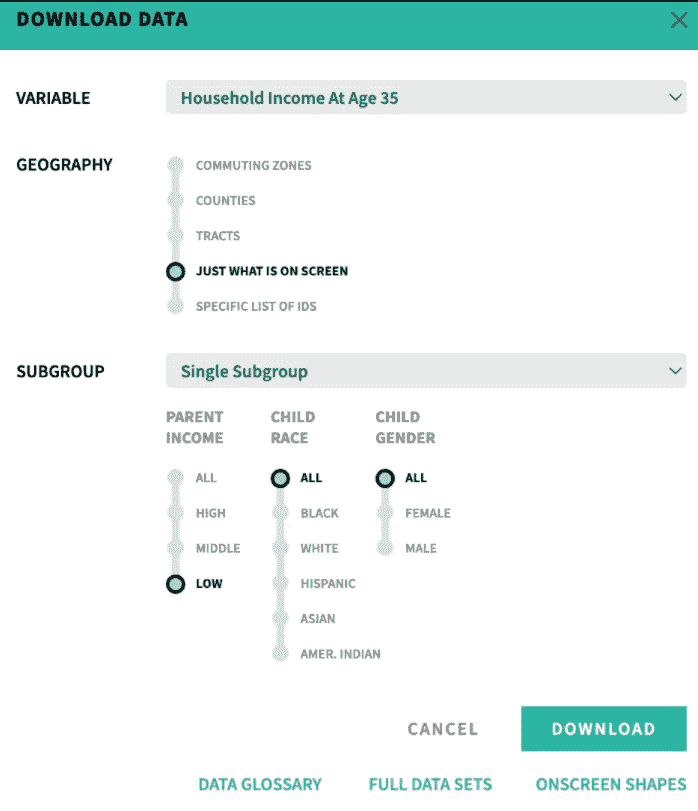 DOWNLOAD DATA
VARIABLE
Household Income At Age 35
GEOGRAPHY
COMMUTING ZONES
COUNTIES
TRACTS
JUST WHAT IS ON SCREEN
SPECIFIC LIST OF IDS
SUBGROUP
Single Subgroup
PARENT INCOME
ALL
HIGH
MIDDLE
LOW
CHILD RACE
ALL
BLACK
WHITE
HISPANIC
ASIAN
AMER. INDIAN
CHILD GENDER
ALL
FEMALE
MALE
CANCEL
DOWNLOAD
DATA GLOSSARY
FULL DATA SETS
ONSCREEN SHAPES